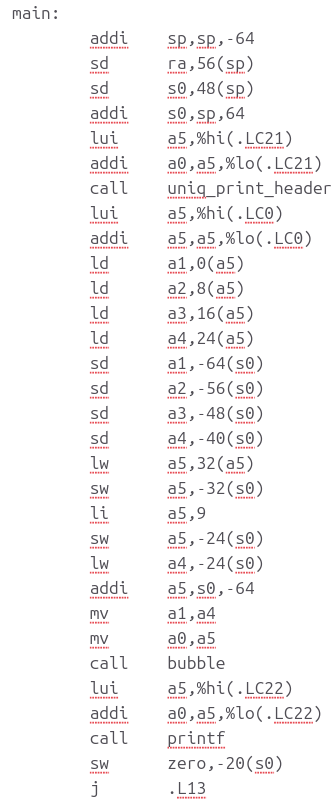 main:
addi sp,sp,-64
sd ra,56(sp)
sd s0,48(sp)
addi s0,sp,64
lui a5,%hi(.LC21)
addi a0,a5,%lo(.LC21)
call uniq_print_header
lui a5,%hi(.LC0)
addi a5,a5,%lo(.LC0)
ld a1,0(a5)
ld a2,8(a5)
ld a3,16(a5)
ld a4,24(a5)
sd a1,-64(s0)
sd a2,-56(s0)
sd a3,-48(s0)
sd a4,-40(s0)
lw a5,32(a5)
sw a5,-32(s0)
li a5,9
sw a5,-24(s0)
lw a4,-24(s0)
addi a5,s0,-64
mv a1,a4
mv a0,a5
call bubble
lui a5,%hi(.LC22)
addi a0,a5,%lo(.LC22)
call printf
sw zero,-20(s0)
j .L13